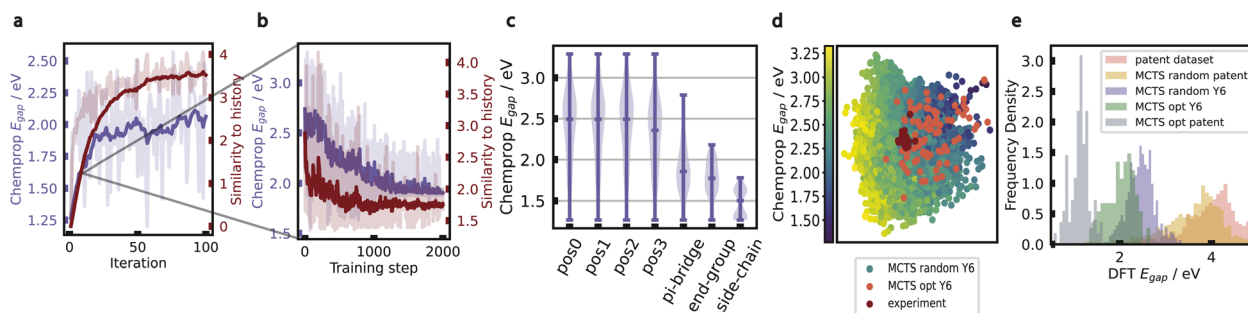 a
Chemprop E_gap / eV
2.50
2.25
2.00
1.75
1.50
1.25
4
3
2
1
0
Similarity to history
0
50
100
Iteration
b
Chemprop E_gap / eV
3.0
2.5
2.0
1.5
4.0
3.5
3.0
2.5
2.0
1.5
Similarity to history
0
1000
2000
Training step
c
Chemprop E_gap / eV
3.0
2.5
2.0
1.5
pos0
pos1
pos2
pos3
pi-bridge
end-group
side-chain
d
Chemprop E_gap / eV
3.25
3.00
2.75
2.50
2.25
2.00
1.75
1.50
MCTS random Y6
MCTS opt Y6
experiment
e
Frequency Density
3.0
2.5
2.0
1.5
1.0
0.5
0.0
patent dataset
MCTS random patent
MCTS random Y6
MCTS opt Y6
MCTS opt patent
2
4
DFT E_gap / eV